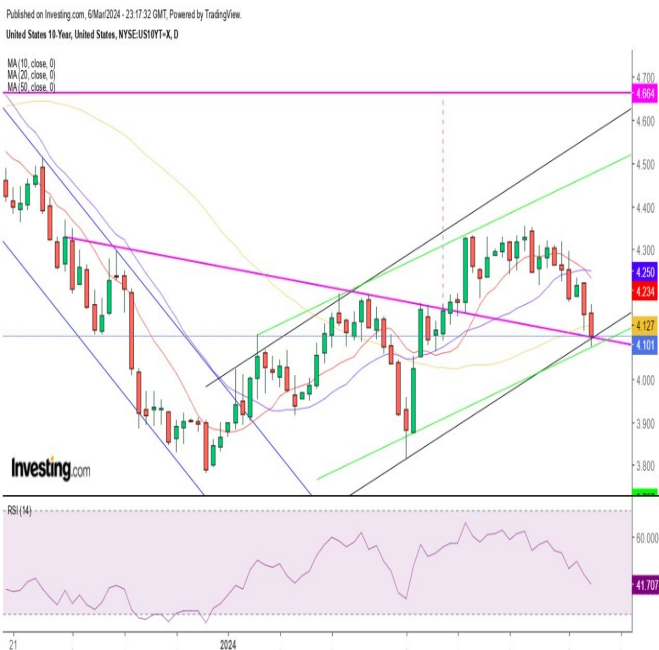 Published on Investing.com, 6/Mar/2024 - 23:17:32 GMT, Powered by TradingView.
United States 10-Year, United States, NYSE:US10YT=X, D
MA (10, close, 0)
MA (20, close, 0)
MA (50, close, 0)
4.700
4.664
4.600
4.500
4.400
4.300
4.250
4.234
4.127
4.101
4.000
3.900
3.800
Investing.com
RSI (14)
60.000
41.707
21
2024